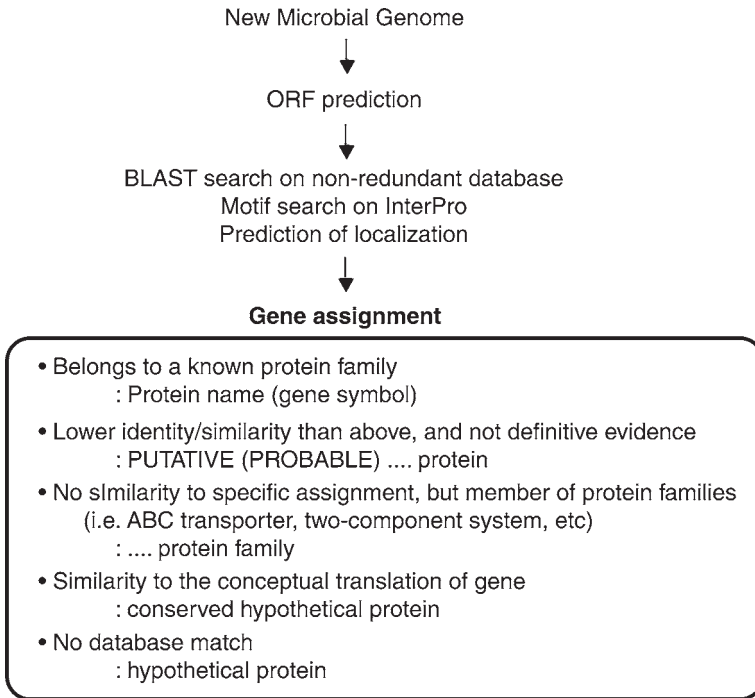 New Microbial Genome
ORF prediction
BLAST search on non-redundant database
Motif search on InterPro
Prediction of localization
Gene assignment
• Belongs to a known protein family
: Protein name (gene symbol)
• Lower identity/similarity than above, and not definitive evidence
: PUTATIVE (PROBABLE) .... protein
• No sImilarity to specific assignment, but member of protein families
(i.e. ABC transporter, two-component system, etc)
: .... protein family
• Similarity to the conceptual translation of gene
: conserved hypothetical protein
• No database match
: hypothetical protein